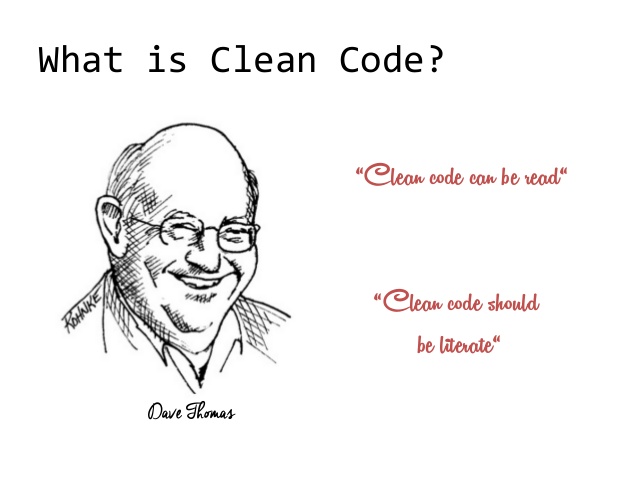 What is Clean Code?
“Clean code can be read“
“Clean code should
be literate“
ROHNKE
Dave Thomas